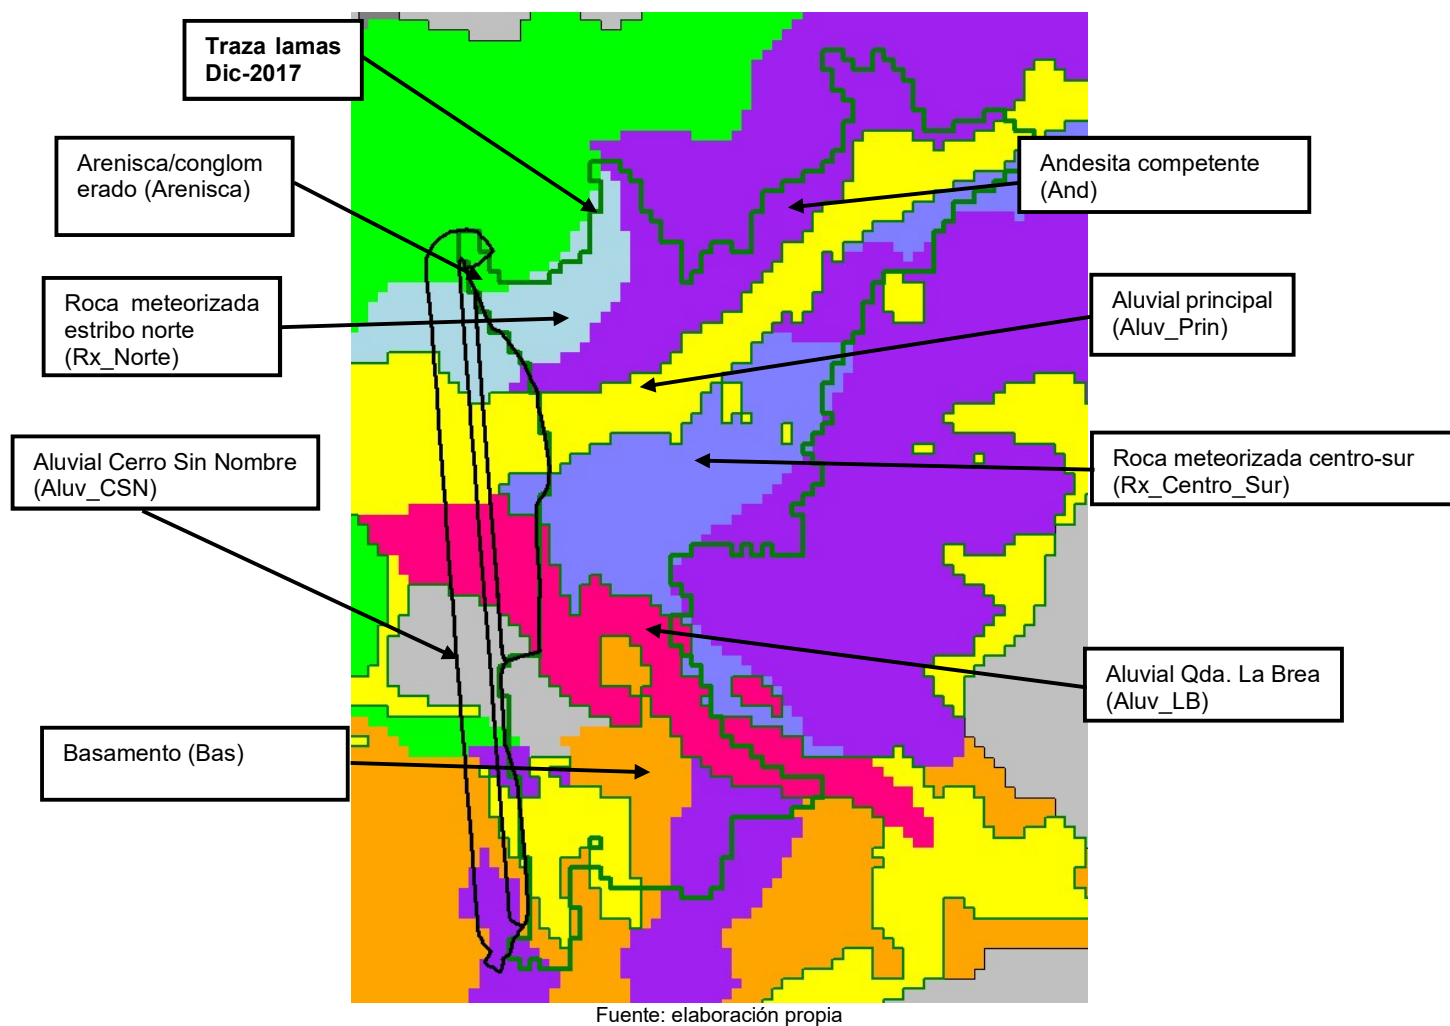 Traza lamas
Dic-2017
Arenisca/conglom
erado (Arenisca)
Andesita competente
(And)
Roca meteorizada
estribo norte
(Rx_Norte)
Aluvial principal
(Aluv_Prin)
Aluvial Cerro Sin Nombre
(Aluv_CSN)
Roca meteorizada centro-sur
(Rx_Centro_Sur)
Aluvial Qda. La Brea
(Aluv_LB)
Basamento (Bas)
Fuente: elaboración propia